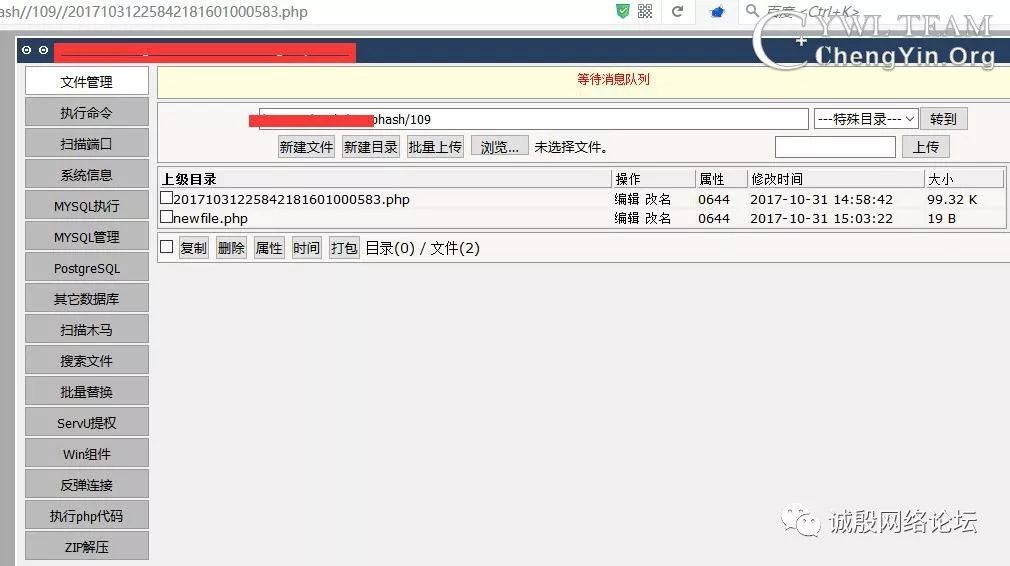 ash//109//20171031225842181601000583.php
百度 <Ctrl+K>
CYWL TEAM
ChengYin.Org
文件管理
执行命令
扫描端口
系统信息
MYSQL执行
MYSQL管理
PostgreSQL
其它数据库
扫描木马
搜索文件
批量替换
ServU提权
Win组件
反弹连接
执行php代码
ZIP解压
等待消息队列
phash/109 ---特殊目录--- 转到
新建文件 新建目录 批量上传 浏览... 未选择文件。 上传
上级目录 操作 属性 修改时间 大小
20171031225842181601000583.php 编辑 改名 0644 2017-10-31 14:58:42 99.32 K
newfile.php 编辑 改名 0644 2017-10-31 15:03:22 19 B
复制 删除 属性 时间 打包 目录(0) / 文件(2)
诚殷网络论坛